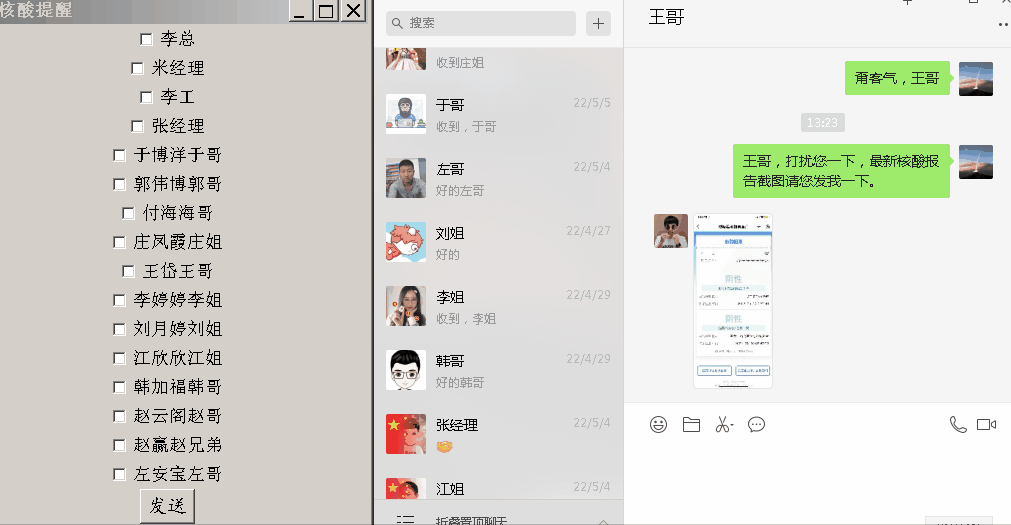 核酸提醒
李总
米经理
李工
张经理
于博洋于哥
郭伟博郭哥
付海海哥
庄凤霞庄姐
王岱王哥
李婷婷李姐
刘月婷刘姐
江欣欣江姐
韩加福韩哥
赵云阁赵哥
赵赢赵兄弟
左安宝左哥
发送
搜索
收到庄姐
于哥
22/5/5
收到，于哥
左哥
22/5/4
好的左哥
刘姐
22/4/27
好的
李姐
22/4/29
收到，李姐
韩哥
22/4/29
好的韩哥
张经理
22/5/4
江姐
22/5/4
折叠置顶聊天
王哥
甭客气，王哥
13:23
王哥，打扰您一下，最新核酸报
告截图请您发我一下。
阴性
阴性